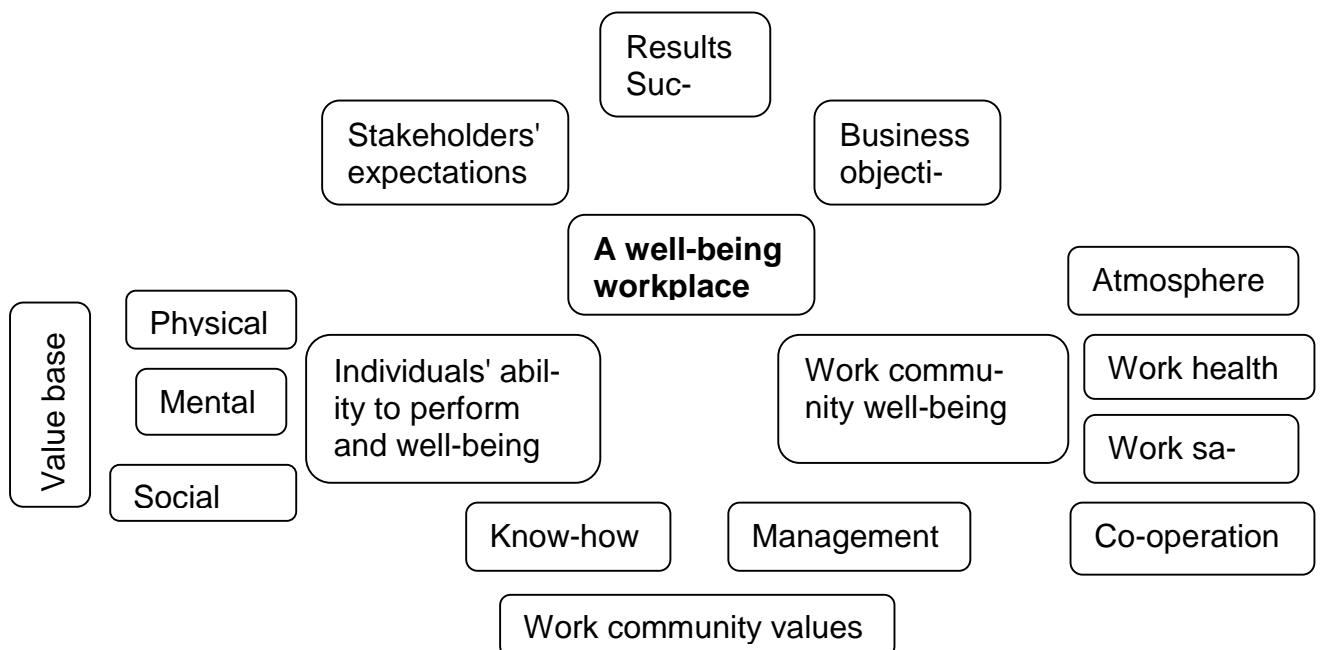 Results
Suc-
Stakeholders'
expectations
Business
objecti-
A well-being
workplace
Atmosphere
Value base
Physical
Mental
Social
Individuals' abil-
ity to perform
and well-being
Work commu-
nity well-being
Work health
Work sa-
Co-operation
Know-how
Management
Work community values